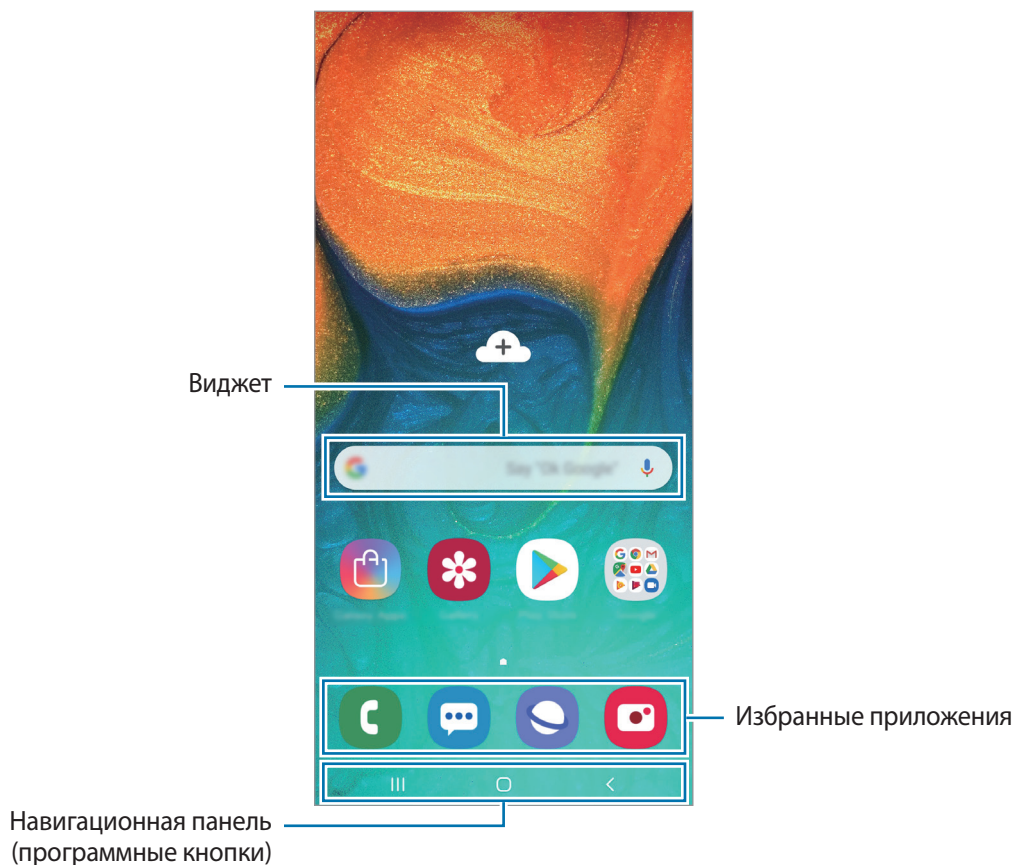 Виджет
Say "Ok Google"
Избранные приложения
Навигационная панель
(программные кнопки)